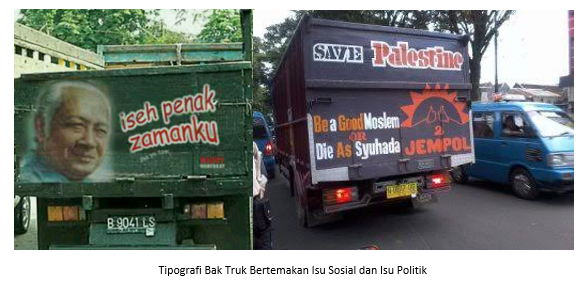 iseh penak
zamanku
B 9041 LS
SAVE Palestine
Be a Good Moslem
OR
Die As Syuhada
2
JEMPOL
Tipografi Bak Truk Bertemakan Isu Sosial dan Isu Politik